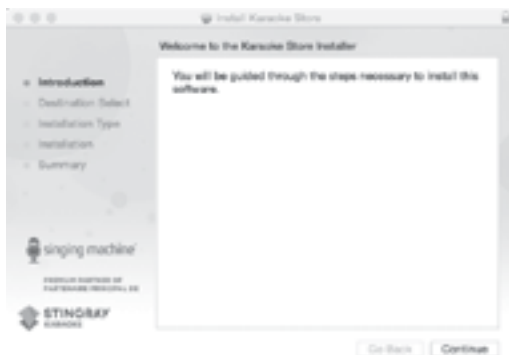 Install Karaoke Store
Welcome to the Karaoke Store Installer
Introduction
Destination Select
Installation Type
Installation
Summary
You will be guided through the steps necessary to install this
software.
singing machine
STINGRAY
KARAOKE
Go Back
Continue